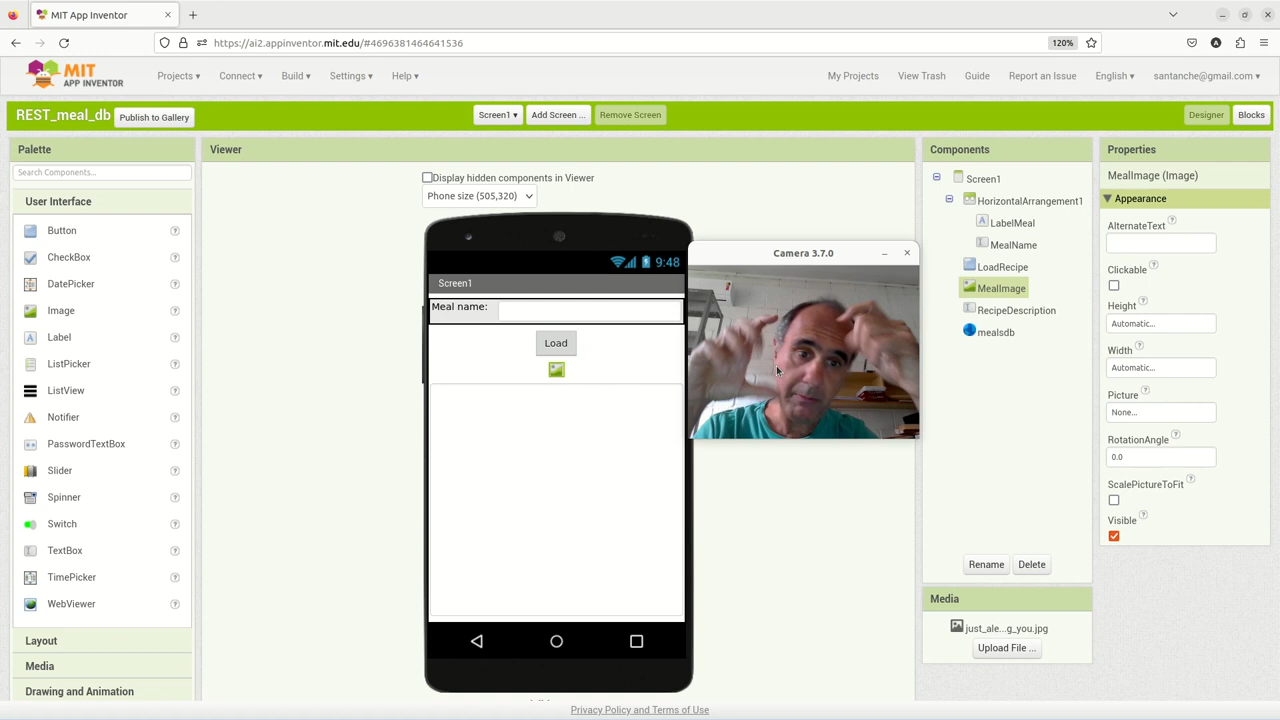 MIT App Inventor
https://ai2.appinventor.mit.edu/#4696381464641536
120%
MIT
APP INVENTOR
Projects ▾
Connect ▾
Build ▾
Settings ▾
Help ▾
My Projects
View Trash
Guide
Report an Issue
English ▾
santanche@gmail.com ▾
REST_meal_db
Publish to Gallery
Screen1 ▾
Add Screen ...
Remove Screen
Designer
Blocks
Palette
Search Components...
User Interface
Button
CheckBox
DatePicker
Image
Label
ListPicker
ListView
Notifier
PasswordTextBox
Slider
Spinner
Switch
TextBox
TimePicker
WebViewer
Layout
Media
Drawing and Animation
Viewer
Display hidden components in Viewer
Phone size (505,320)
9:48
Screen1
Meal name:
Load
Camera 3.7.0
Components
Screen1
HorizontalArrangement1
LabelMeal
MealName
LoadRecipe
MealImage
RecipeDescription
mealsdb
Rename
Delete
Media
just_ale...g_you.jpg
Upload File ...
Properties
MealImage (Image)
Appearance
AlternateText
Clickable
Height
Automatic...
Width
Automatic...
Picture
None...
RotationAngle
0.0
ScalePictureToFit
Visible
Privacy Policy and Terms of Use